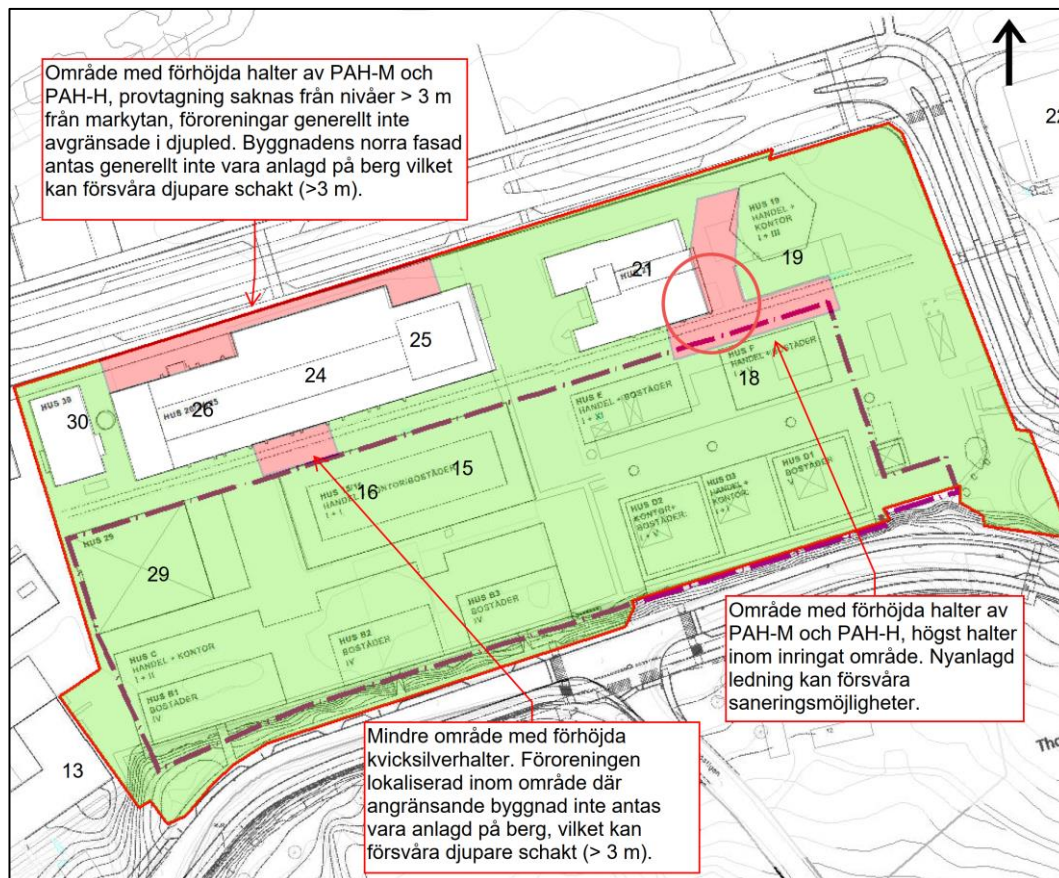 Område med förhöjda halter av PAH-M och
PAH-H, provtagning saknas från nivåer > 3 m
från markytan, föroreningar generellt inte
avgränsade i djupled. Byggnadens norra fasad
antas generellt inte vara anlagd på berg vilket
kan försvåra djupare schakt (>3 m).
22
HUS 19
HANDEL +
KONTOR
I + III
19
21
25
24
26
HUS 30
30
HUS F
18
HUS E
HANDEL + BOSTÄDER
I + XI
15
16
I + I
HUS D1
BOSTÄDER
V
HUS D3
HANDEL +
KONTOR
I + I
HUS D2
KONTOR+
BOSTÄDER
I + V
29
HUS B3
BOSTÄDER
IV
HUS B2
BOSTÄDER
IV
HUS C
HANDEL + KONTOR
I + II
HUS B1
BOSTÄDER
IV
13
Område med förhöjda halter av
PAH-M och PAH-H, högst halter
inom inringat område. Nyanlagd
ledning kan försvåra
saneringsmöjligheter.
Mindre område med förhöjda
kvicksilverhalter. Föroreningen
lokaliserad inom område där
angränsande byggnad inte antas
vara anlagd på berg, vilket kan
försvåra djupare schakt (> 3 m).